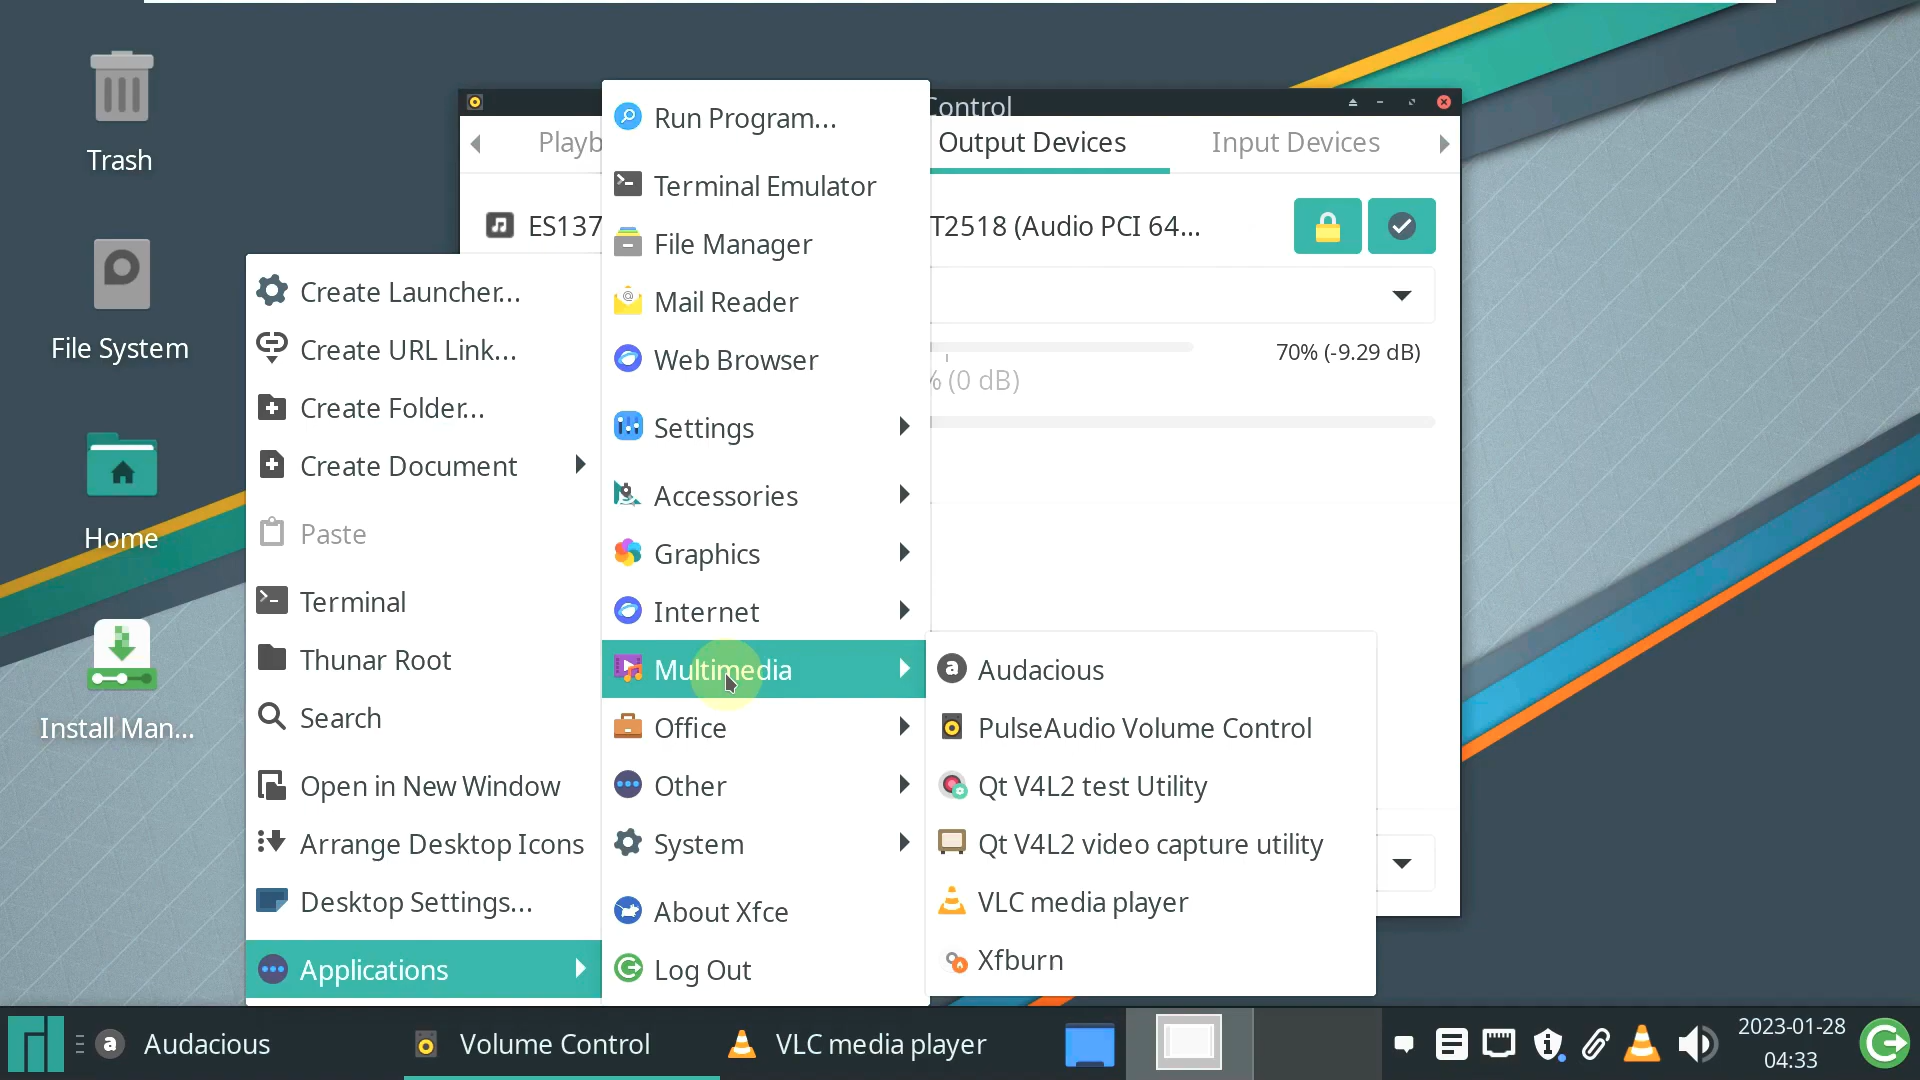 Trash
File System
Home
Install Man...
Control
Playb
Output Devices
Input Devices
ES137
T2518 (Audio PCI 64...
70% (-9.29 dB)
% (0 dB)
Create Launcher...
Create URL Link...
Create Folder...
Create Document
Paste
Terminal
Thunar Root
Search
Open in New Window
Arrange Desktop Icons
Desktop Settings...
Applications
Run Program...
Terminal Emulator
File Manager
Mail Reader
Web Browser
Settings
Accessories
Graphics
Internet
Multimedia
Office
Other
System
About Xfce
Log Out
Audacious
PulseAudio Volume Control
Qt V4L2 test Utility
Qt V4L2 video capture utility
VLC media player
Xfburn
Audacious
Volume Control
VLC media player
2023-01-28
04:33